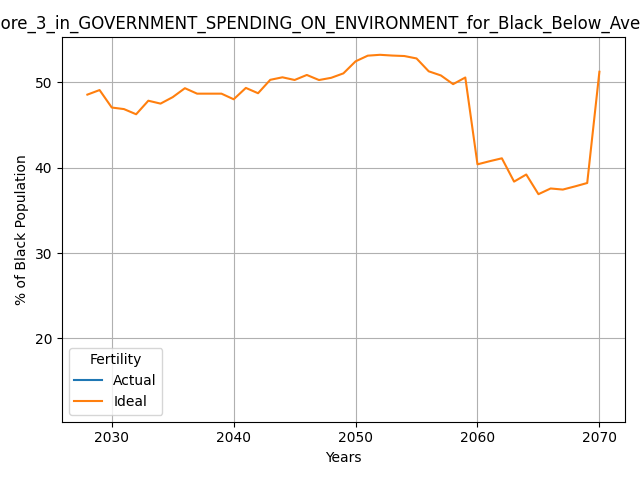 ore_3_in_GOVERNMENT_SPENDING_ON_ENVIRONMENT_for_Black_Below_Ave
% of Black Population
50
40
30
20
Fertility
Actual
Ideal
2030 2040 2050 2060 2070
Years